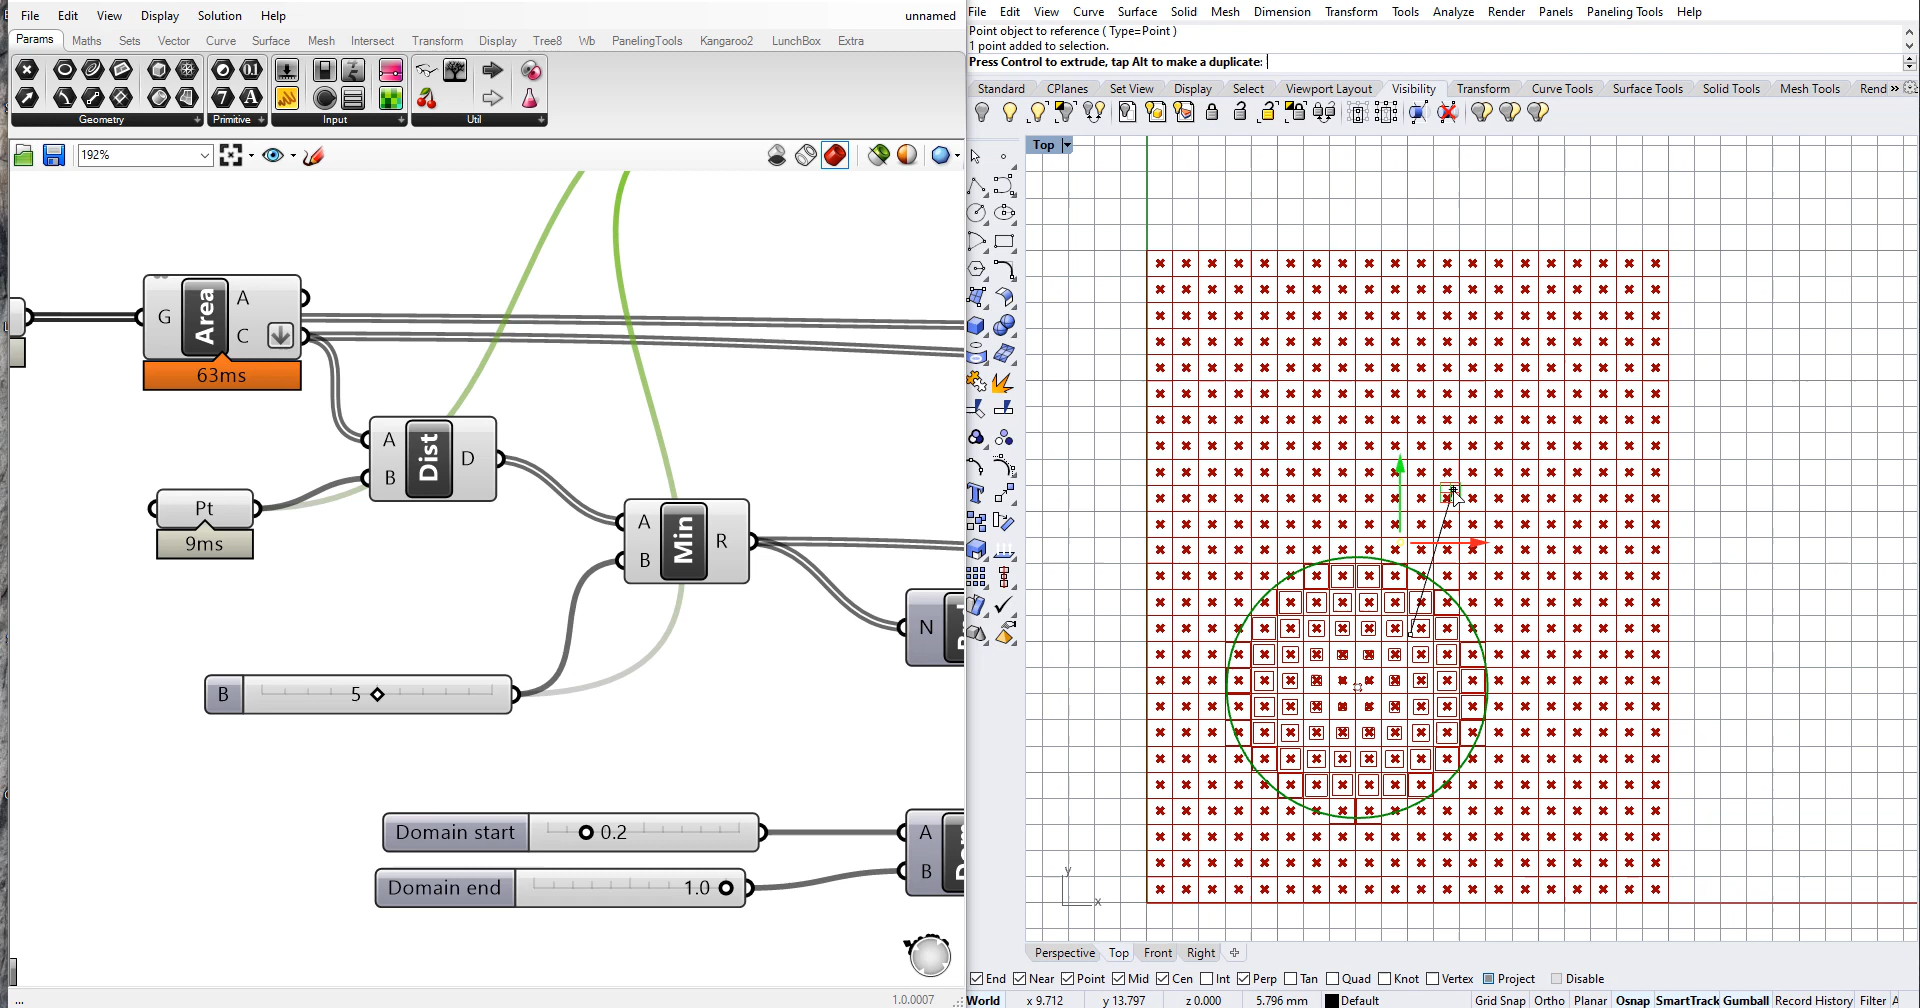 File Edit View Display Solution Help unnamed
Params Maths Sets Vector Curve Surface Mesh Intersect Transform Display Tree8 Wb PanelingTools Kangaroo2 LunchBox Extra
Geometry + Primitive + Input + Util +
192%
G Area A C
63ms
A B Dist D
Pt
9ms
A B Min R
N
B 5
Domain start 0.2
A
Domain end 1.0
B
... 1.0.0007
File Edit View Curve Surface Solid Mesh Dimension Transform Tools Analyze Render Panels Paneling Tools Help
Point object to reference ( Type=Point )
1 point added to selection.
Press Control to extrude, tap Alt to make a duplicate:
Standard CPlanes Set View Display Select Viewport Layout Visibility Transform Curve Tools Surface Tools Solid Tools Mesh Tools Rend »
Top
y
x
Perspective Top Front Right
End Near Point Mid Cen Int Perp Tan Quad Knot Vertex Project Disable
World x 9.712 y 13.797 z 0.000 5.796 mm Default Grid Snap Ortho Planar Osnap SmartTrack Gumball Record History Filter